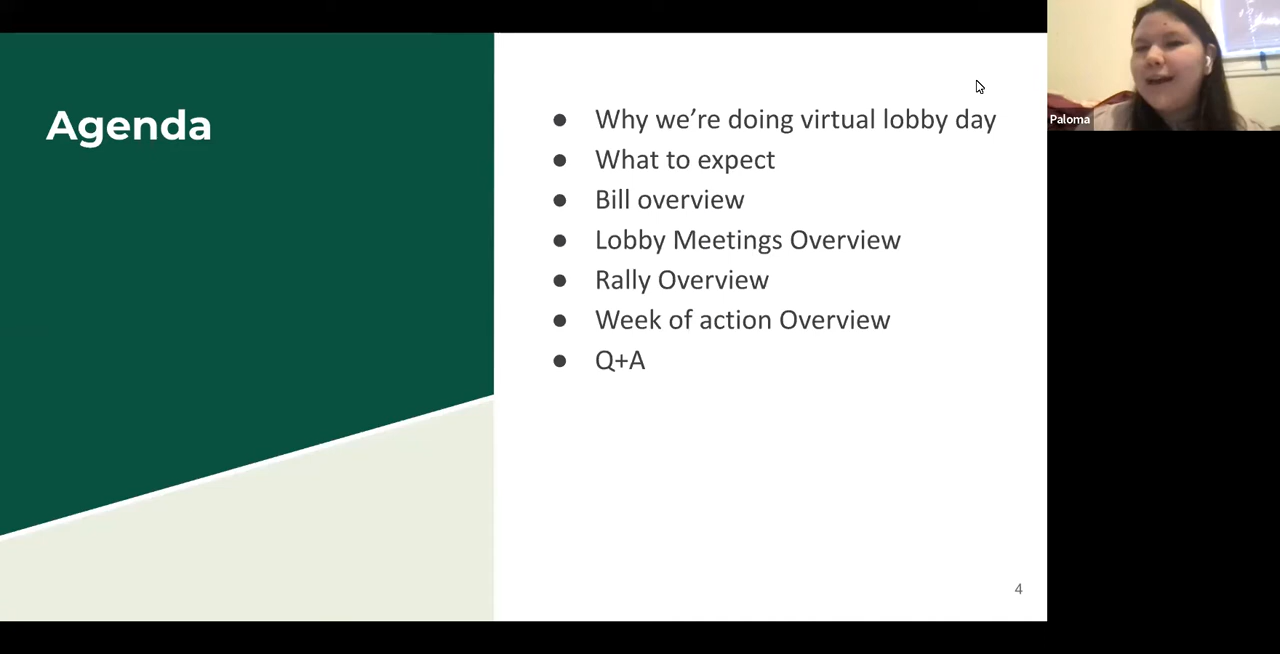 Agenda
● Why we’re doing virtual lobby day
● What to expect
● Bill overview
● Lobby Meetings Overview
● Rally Overview
● Week of action Overview
● Q+A
4
Paloma